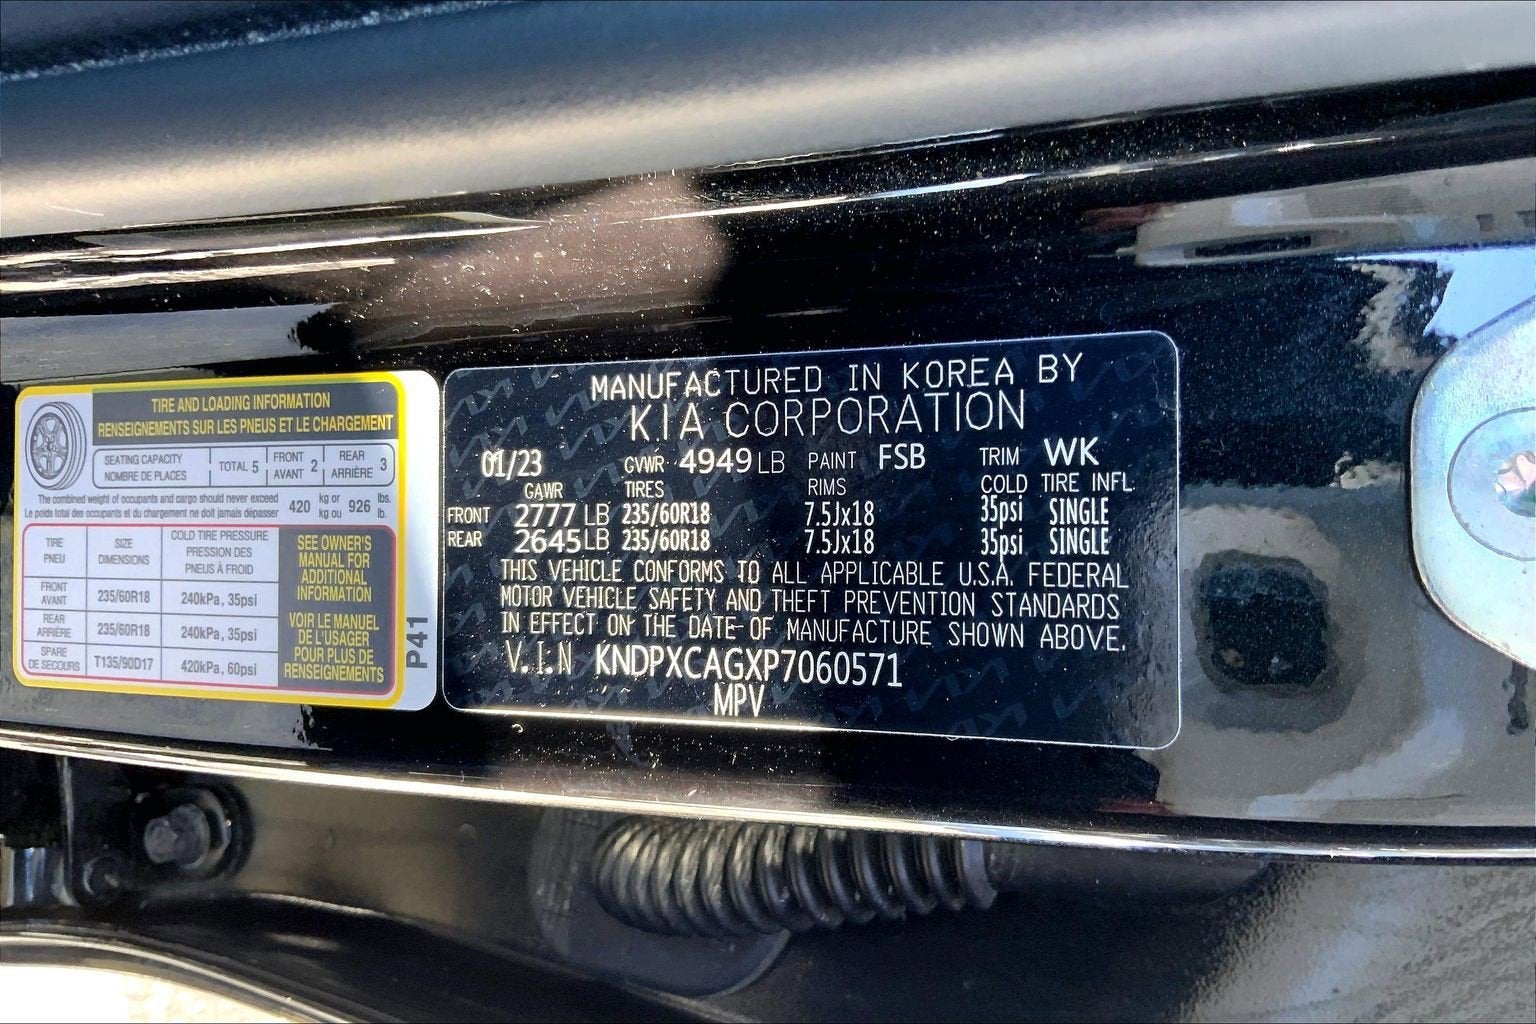 TIRE AND LOADING INFORMATION
RENSEIGNEMENTS SUR LES PNEUS ET LE CHARGEMENT
SEATING CAPACITY
NOMBRE DE PLACES
TOTAL 5
FRONT
AVANT 2
REAR
ARRIÈRE 3
The combined weight of occupants and cargo should never exceed
Le poids total des occupants et du chargement ne doit jamais dépasser
420 kg or
kg ou 926 lbs.
lb.
TIRE
PNEU
SIZE
DIMENSIONS
COLD TIRE PRESSURE
PRESSION DES
PNEUS À FROID
FRONT
AVANT
235/60R18
240kPa, 35psi
REAR
ARRIÈRE
235/60R18
240kPa, 35psi
SPARE
DE SECOURS
T135/90D17
420kPa, 60psi
SEE OWNER'S
MANUAL FOR
ADDITIONAL
INFORMATION
VOIR LE MANUEL
DE L'USAGER
POUR PLUS DE
RENSEIGNEMENTS
P41
MANUFACTURED IN KOREA BY
KIA CORPORATION
01/23 GVWR 4949 LB PAINT FSB TRIM WK
GAWR TIRES RIMS COLD TIRE INFL.
FRONT 2777 LB 235/60R18 7.5Jx18 35psi SINGLE
REAR 2645 LB 235/60R18 7.5Jx18 35psi SINGLE
THIS VEHICLE CONFORMS TO ALL APPLICABLE U.S.A. FEDERAL
MOTOR VEHICLE SAFETY AND THEFT PREVENTION STANDARDS
IN EFFECT ON THE DATE OF MANUFACTURE SHOWN ABOVE.
V.I.N KNDPXCAGXP7060571
MPV